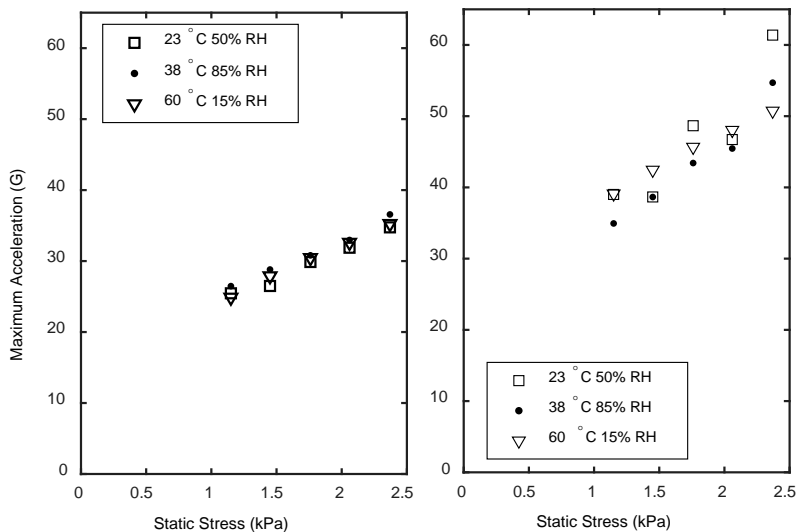 Maximum Acceleration (G)
60
50
40
30
20
10
0
23 °C 50% RH
38 °C 85% RH
60 °C 15% RH
0 0.5 1 1.5 2 2.5
Static Stress (kPa)
60
50
40
30
20
10
0
23 °C 50% RH
38 °C 85% RH
60 °C 15% RH
0 0.5 1 1.5 2 2.5
Static Stress (kPa)